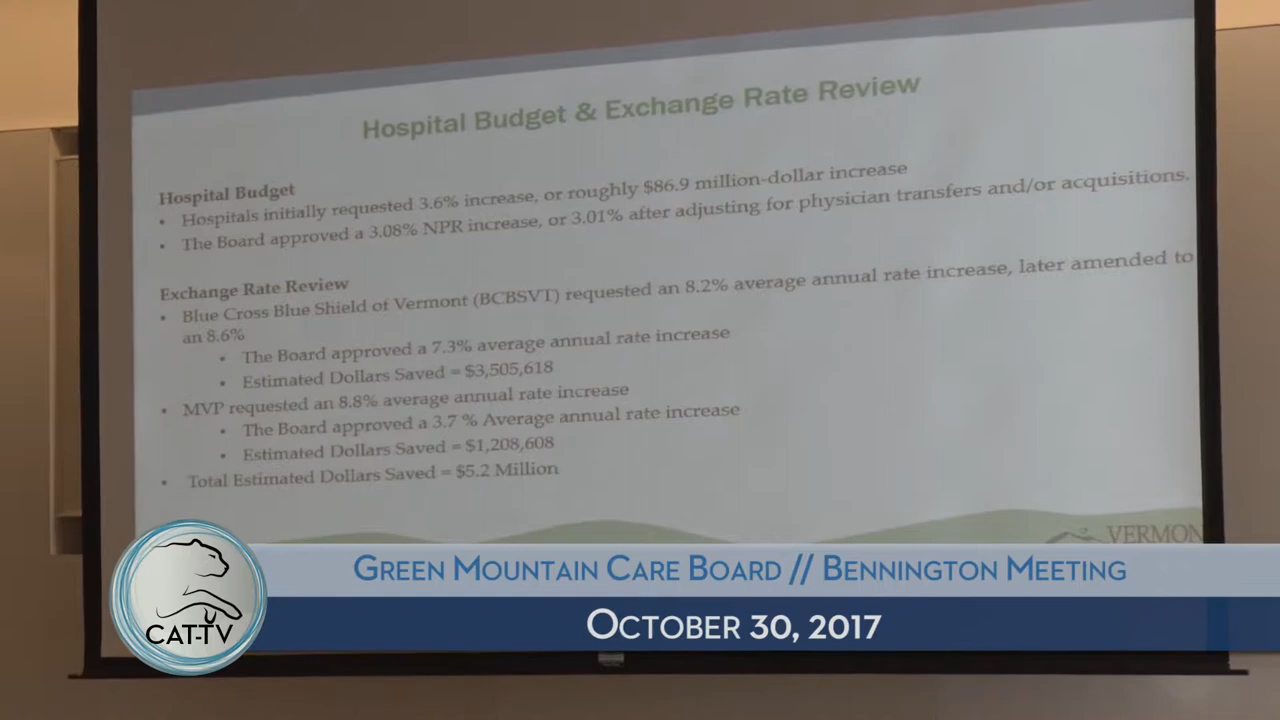 Hospital Budget & Exchange Rate Review
Hospital Budget
• Hospitals initially requested 3.6% increase, or roughly $86.9 million-dollar increase
• The Board approved a 3.08% NPR increase, or 3.01% after adjusting for physician transfers and/or acquisitions.
Exchange Rate Review
• Blue Cross Blue Shield of Vermont (BCBSVT) requested an 8.2% average annual rate increase, later amended to
an 8.6%
• The Board approved a 7.3% average annual rate increase
• Estimated Dollars Saved = $3,505,618
• MVP requested an 8.8% average annual rate increase
• The Board approved a 3.7 % Average annual rate increase
• Estimated Dollars Saved = $1,208,608
• Total Estimated Dollars Saved = $5.2 Million
VERMON
CAT-TV
Green Mountain Care Board // Bennington Meeting
October 30, 2017